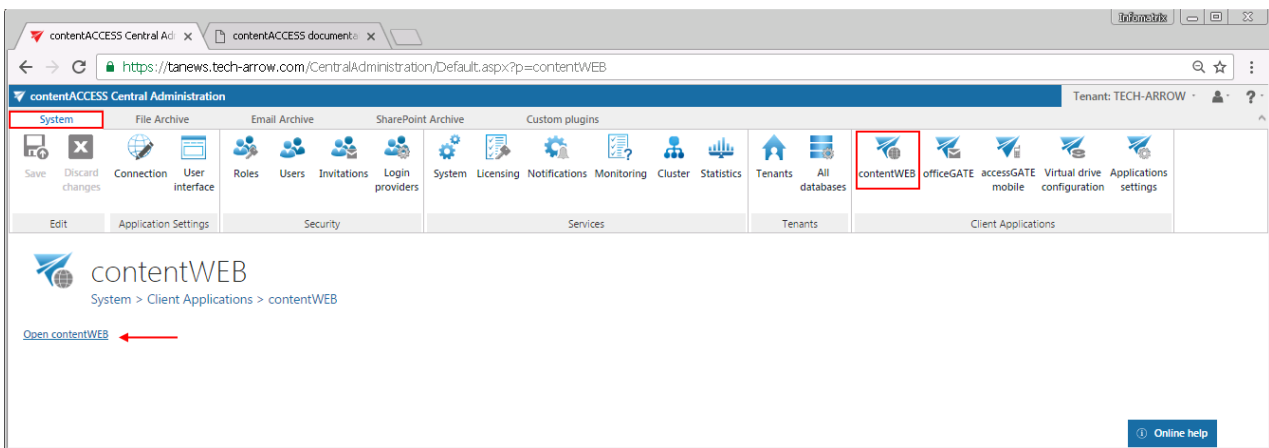 Infometrix
contentACCESS Central Ad
contentACCESS documenta
https://tanews.tech-arrow.com/CentralAdministration/Default.aspx?p=contentWEB
contentACCESS Central Administration
Tenant: TECH-ARROW
?
System File Archive Email Archive SharePoint Archive Custom plugins
Save Discard changes Connection User interface Roles Users Invitations Login providers System Licensing Notifications Monitoring Cluster Statistics Tenants All databases contentWEB officeGATE accessGATE mobile Virtual drive configuration Applications settings
Edit Application Settings Security Services Tenants Client Applications
contentWEB
System > Client Applications > contentWEB
Open contentWEB
Online help